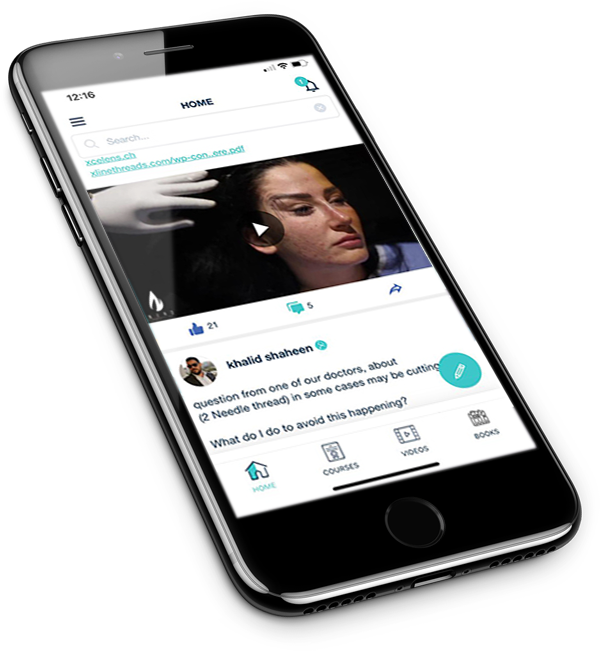 12:16
1
HOME
Search...
xcelens.ch
xlinethreads.com/wp-con..ere.pdf
21
5
khalid shaheen
question from one of our doctors, about
(2 Needle thread) in some cases may be cutting
What do I do to avoid this happening?
HOME
COURSES
VIDEOS
BOOKS